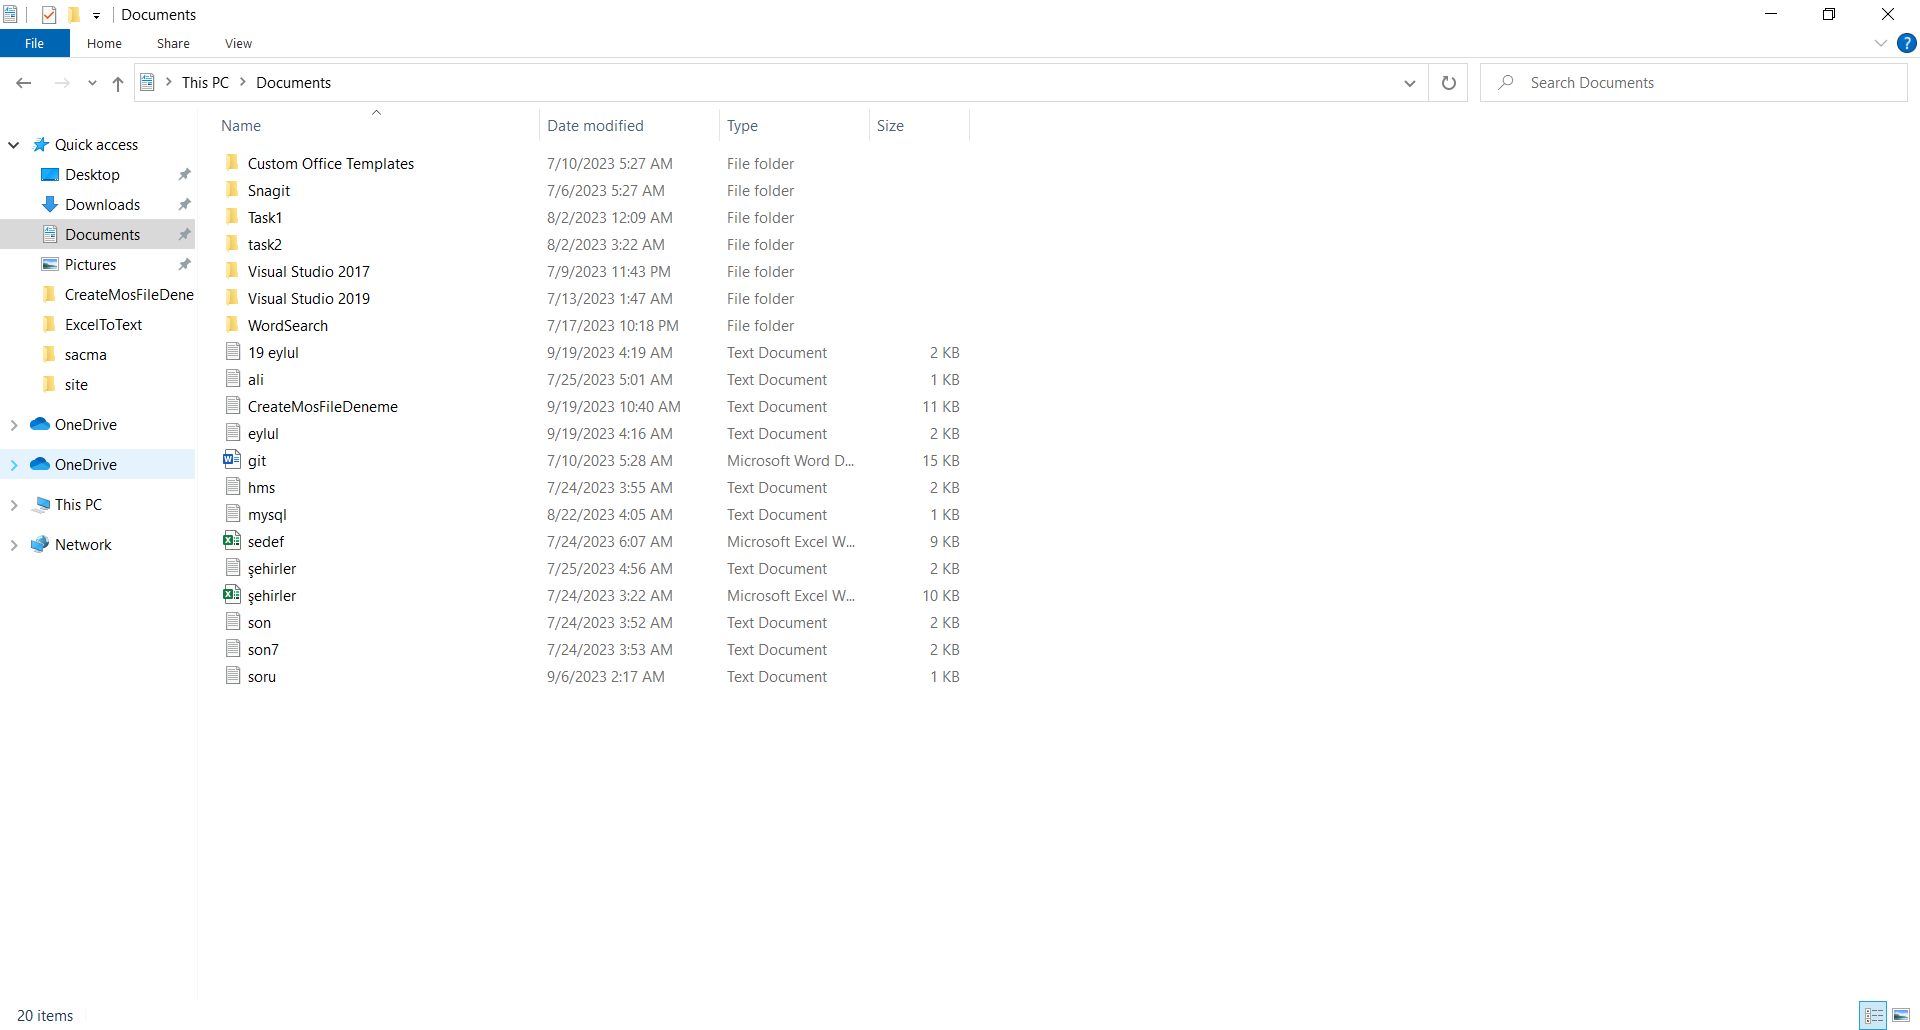 Documents
File Home Share View
This PC Documents
Search Documents
Name Date modified Type Size
Quick access
Desktop
Downloads
Documents
Pictures
CreateMosFileDene
ExcelToText
sacma
site
OneDrive
OneDrive
This PC
Network
Custom Office Templates 7/10/2023 5:27 AM File folder
Snagit 7/6/2023 5:27 AM File folder
Task1 8/2/2023 12:09 AM File folder
task2 8/2/2023 3:22 AM File folder
Visual Studio 2017 7/9/2023 11:43 PM File folder
Visual Studio 2019 7/13/2023 1:47 AM File folder
WordSearch 7/17/2023 10:18 PM File folder
19 eylul 9/19/2023 4:19 AM Text Document 2 KB
ali 7/25/2023 5:01 AM Text Document 1 KB
CreateMosFileDeneme 9/19/2023 10:40 AM Text Document 11 KB
eylul 9/19/2023 4:16 AM Text Document 2 KB
git 7/10/2023 5:28 AM Microsoft Word D... 15 KB
hms 7/24/2023 3:55 AM Text Document 2 KB
mysql 8/22/2023 4:05 AM Text Document 1 KB
sedef 7/24/2023 6:07 AM Microsoft Excel W... 9 KB
şehirler 7/25/2023 4:56 AM Text Document 2 KB
şehirler 7/24/2023 3:22 AM Microsoft Excel W... 10 KB
son 7/24/2023 3:52 AM Text Document 2 KB
son7 7/24/2023 3:53 AM Text Document 2 KB
soru 9/6/2023 2:17 AM Text Document 1 KB
20 items